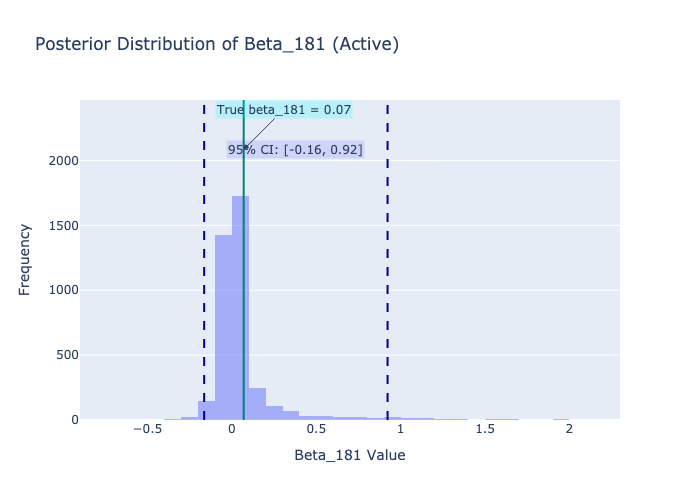 Posterior Distribution of Beta_181 (Active)
True beta_181 = 0.07
95% CI: [-0.16, 0.92]
2000
1500
1000
500
0
Frequency
−0.5 0 0.5 1 1.5 2
Beta_181 Value